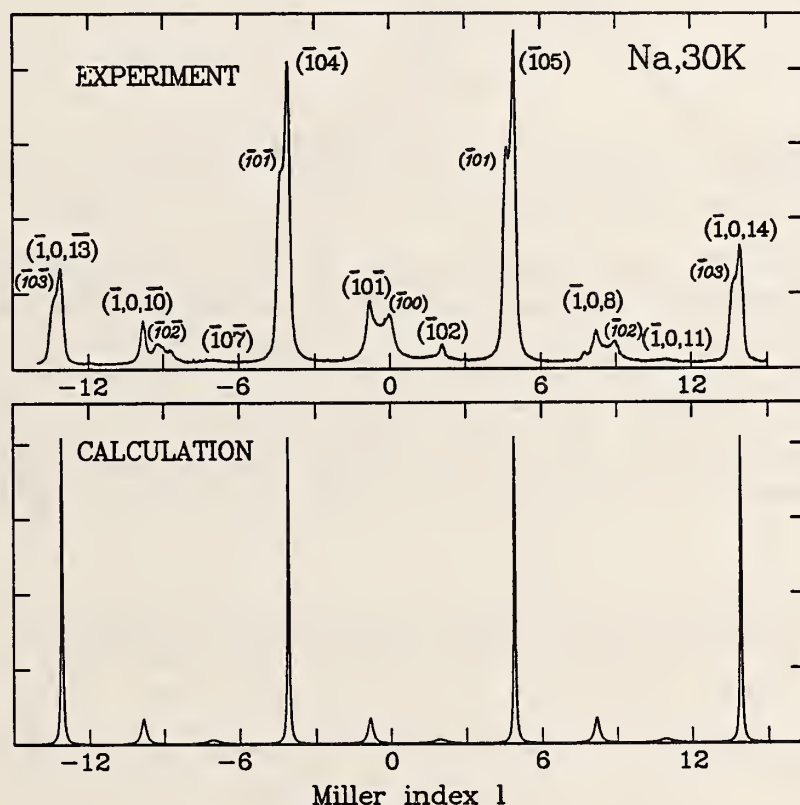 EXPERIMENT
Na,30K
(1̅04̅)
(1̅05)
(1̅01̅)
(1̅01)
(1̅,0,1̅3̅)
(1̅03̅)
(1̅,0,1̅0̅)
(1̅02̅)
(1̅07̅)
(1̅01̅)
(1̅00)
(1̅02)
(1̅,0,8)
(1̅02)
(1̅,0,11)
(1̅03)
(1̅,0,14)
-12 -6 0 6 12
CALCULATION
-12 -6 0 6 12
Miller index l